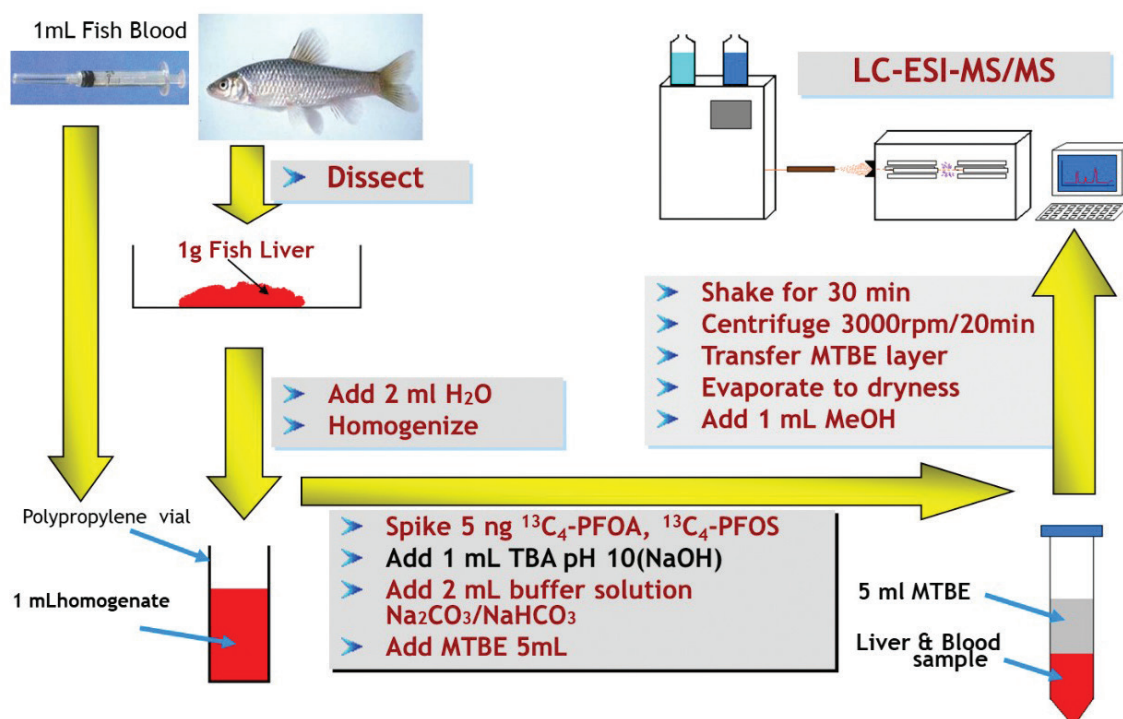 1mL Fish Blood
Dissect
1g Fish Liver
Add 2 ml H₂O
Homogenize
Polypropylene vial
1 mLhomogenate
Spike 5 ng ¹³C₄-PFOA, ¹³C₄-PFOS
Add 1 mL TBA pH 10(NaOH)
Add 2 mL buffer solution
Na₂CO₃/NaHCO₃
Add MTBE 5mL
5 ml MTBE
Liver & Blood
sample
Shake for 30 min
Centrifuge 3000rpm/20min
Transfer MTBE layer
Evaporate to dryness
Add 1 mL MeOH
LC-ESI-MS/MS